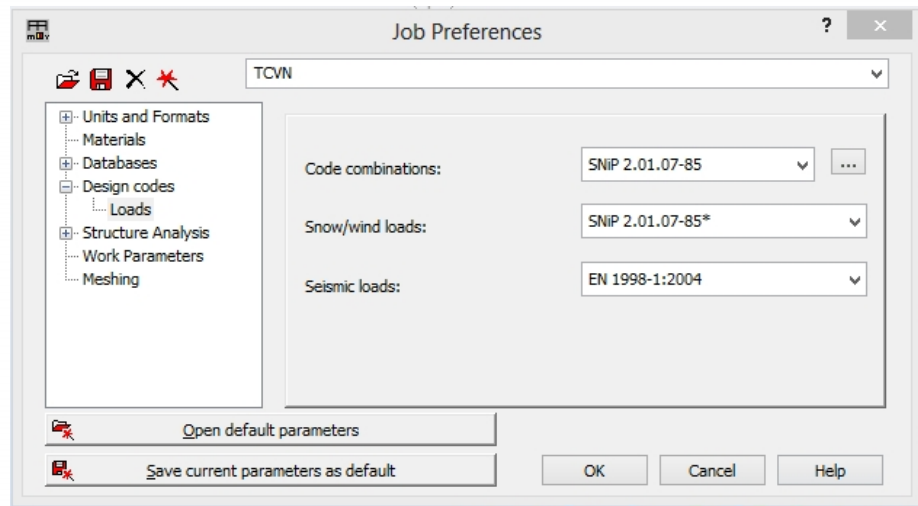 Job Preferences
?
TCVN
Units and Formats
Materials
Databases
Design codes
Loads
Structure Analysis
Work Parameters
Meshing
Code combinations:
SNiP 2.01.07-85
...
Snow/wind loads:
SNiP 2.01.07-85*
Seismic loads:
EN 1998-1:2004
Open default parameters
Save current parameters as default
OK
Cancel
Help